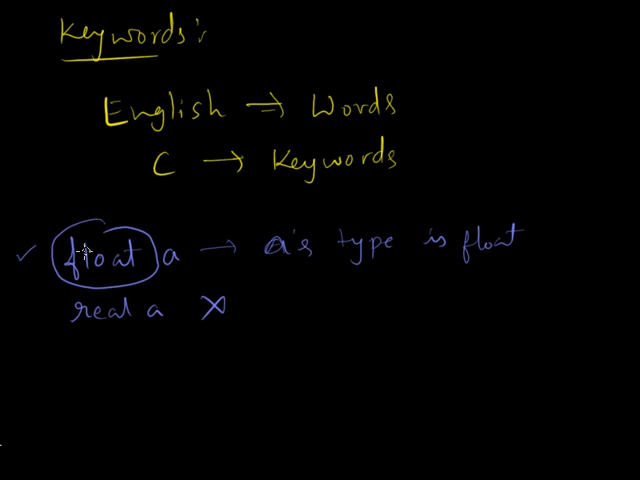 Keywords:
English → Words
C → Keywords
✓ float a → a's type is float
real a ×